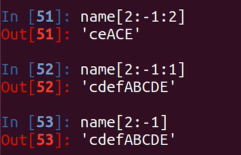 In [51]: name[2:-1:2]
Out[51]: 'ceACE'
In [52]: name[2:-1:1]
Out[52]: 'cdefABCDE'
In [53]: name[2:-1]
Out[53]: 'cdefABCDE'